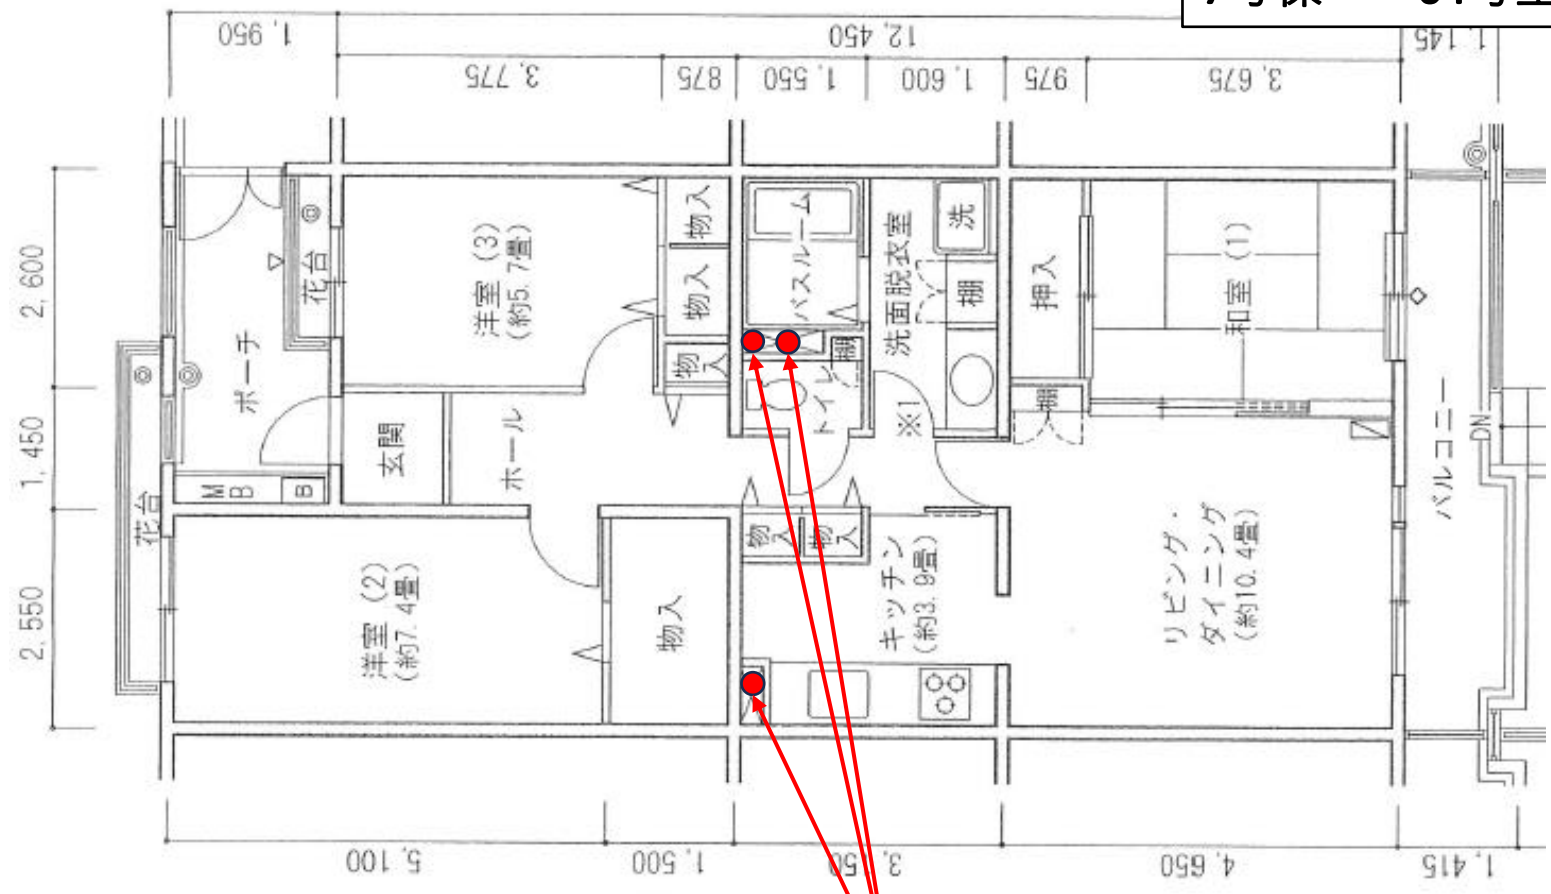 1,950
12,450
1,145
3,775
875
1,550
1,600
975
3,675
2,600
1,450
2,550
ポーチ
花台
洋室 (3)
(約5.7畳)
物入
物入
物入
バスルーム
洗面脱衣室
洗
棚
棚
トイレ
※1
押入
棚
和室 (1)
玄関
ホール
MB
B
花台
洋室 (2)
(約7.4畳)
物入
物入
物入
キッチン
(約3.9畳)
リビング・
ダイニング
(約10.4畳)
バルコニー
DN
5,100
1,500
4,650
1,415